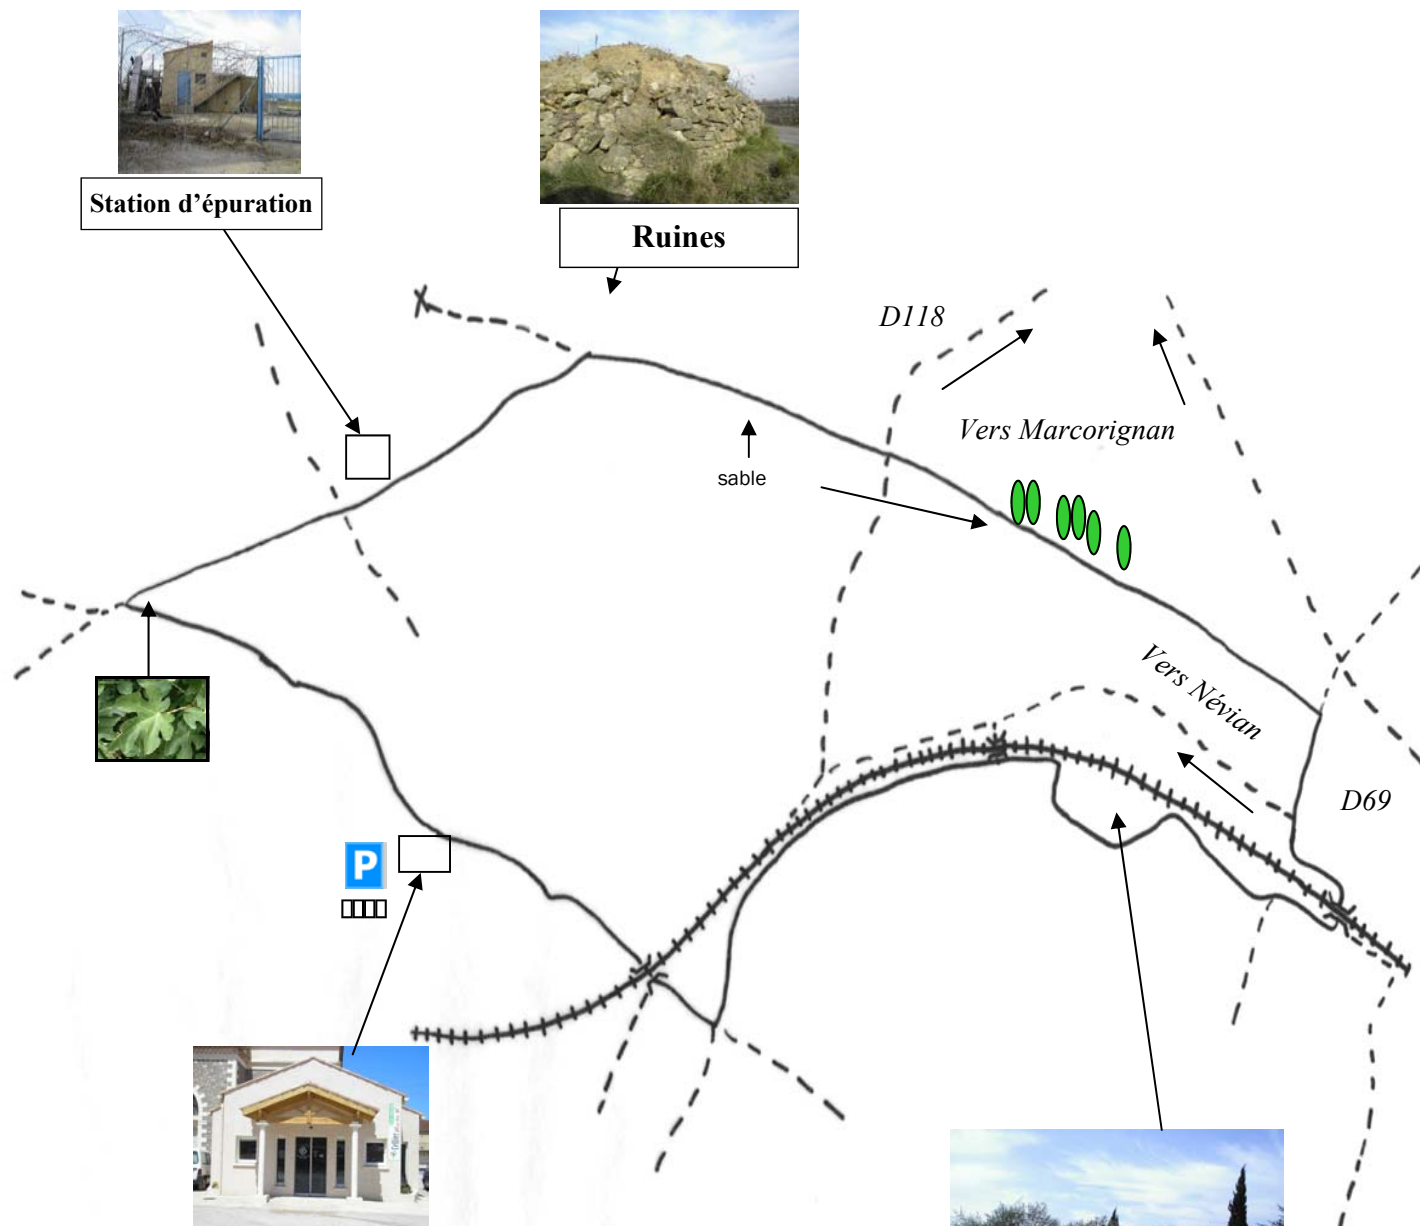 Station d'épuration
Ruines
D118
Vers Marcorignan
sable
Vers Névian
D69
P